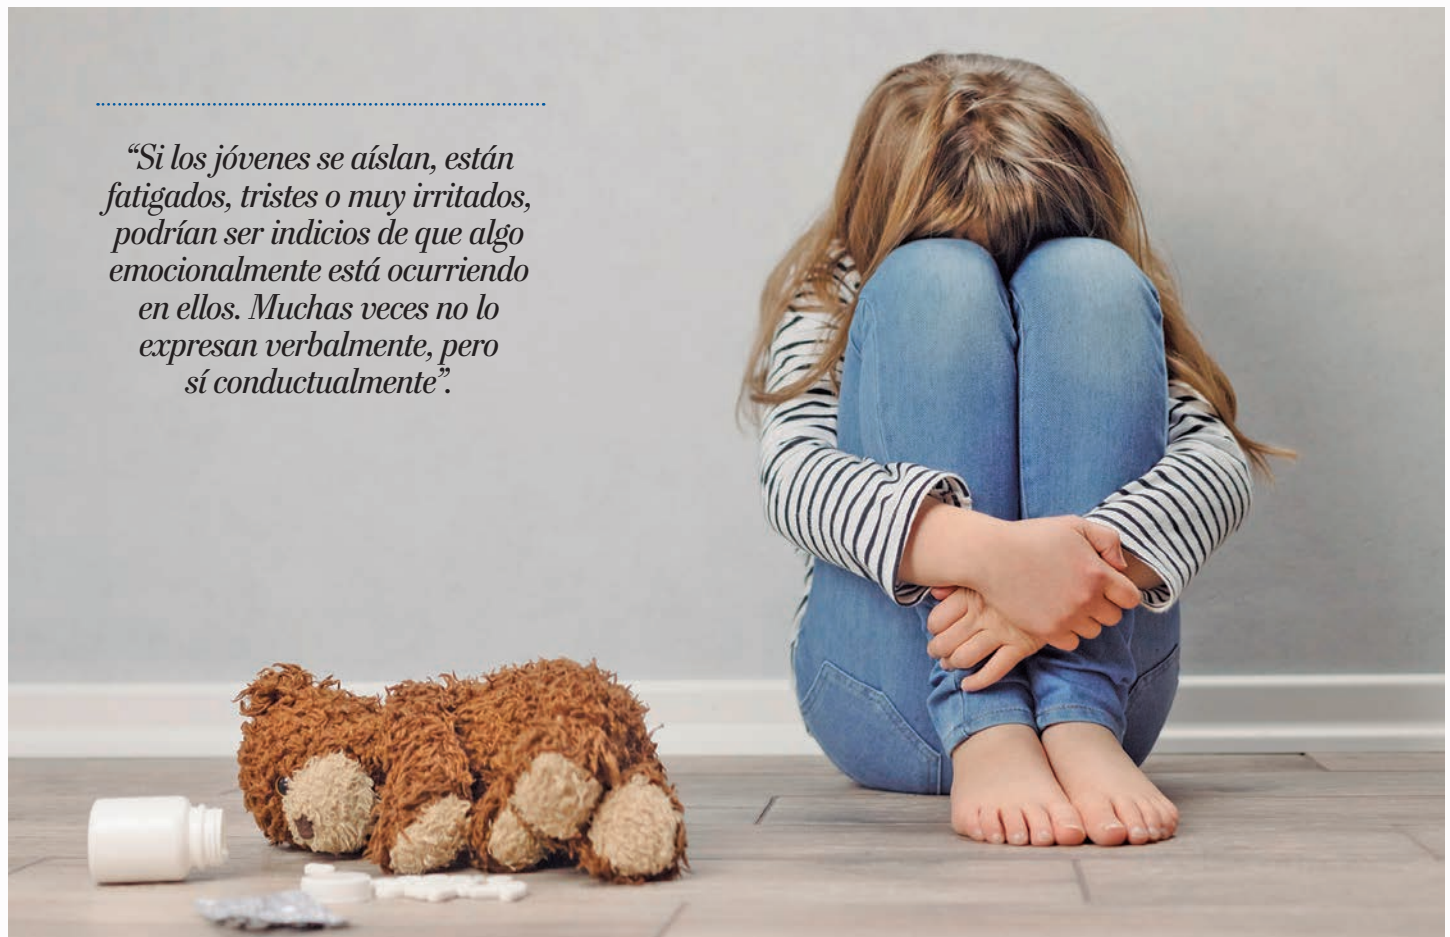 “Si los jóvenes se aíslan, están
fatigados, tristes o muy irritados,
podrían ser indicios de que algo
emocionalmente está ocurriendo
en ellos. Muchas veces no lo
expresan verbalmente, pero
sí conductualmente”.